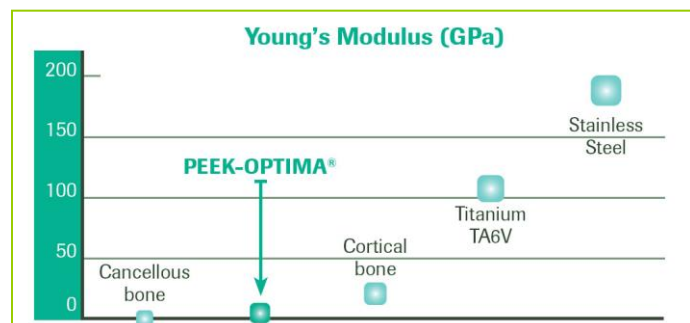 Young's Modulus (GPa)
200
150
100
50
0
PEEK-OPTIMA®
Cancellous
bone
Cortical
bone
Titanium
TA6V
Stainless
Steel